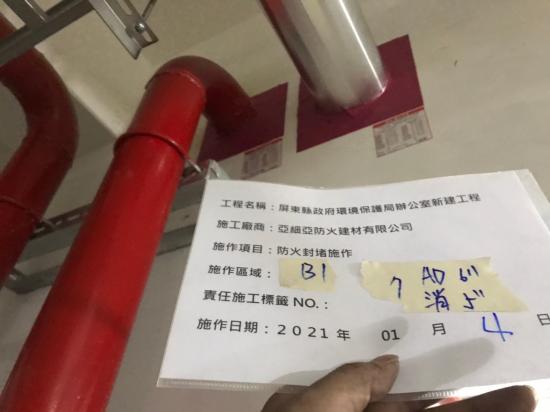 工程名稱：屏東縣政府環境保護局辦公室新建工程
施工廠商：亞細亞防火建材有限公司
施作項目：防火封堵施作
施作區域： B1
責任施工標籤 NO.： 7 AD 6"
消 5"
施作日期：2021 年 01 月 4 日